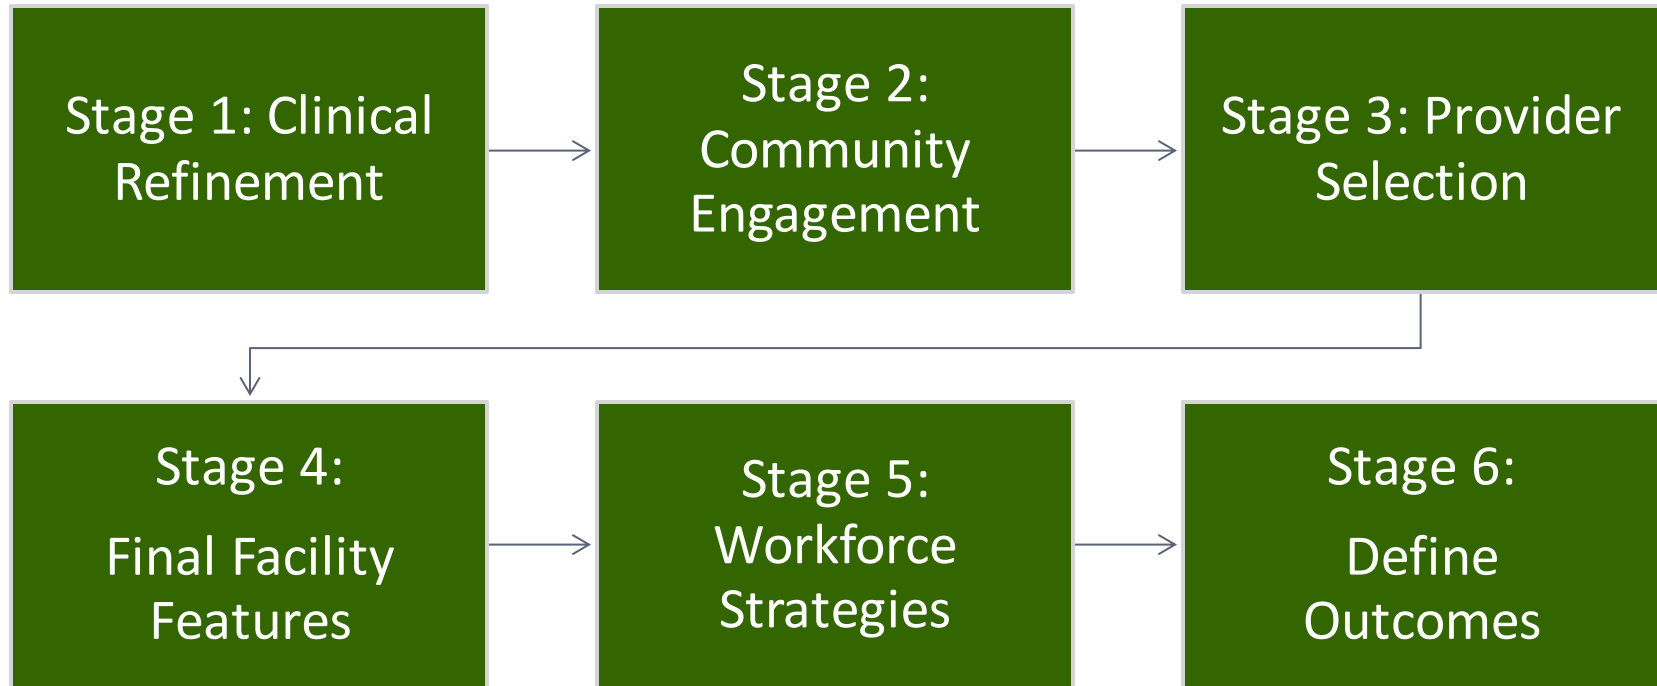 Stage 1: Clinical
Refinement
Stage 2:
Community
Engagement
Stage 3: Provider
Selection
Stage 4:
Final Facility
Features
Stage 5:
Workforce
Strategies
Stage 6:
Define
Outcomes